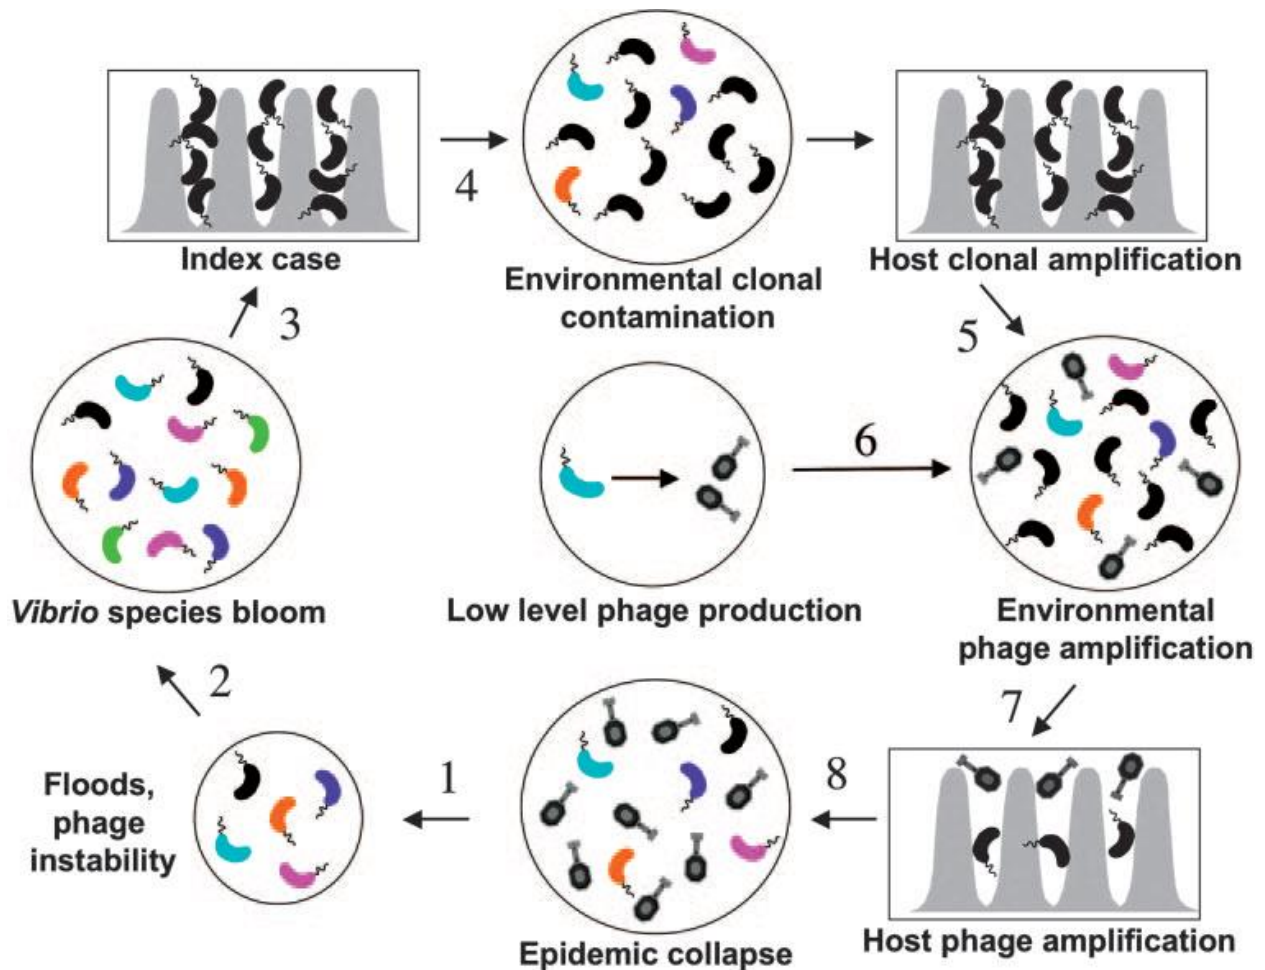 Index case
4
Environmental clonal
contamination
Host clonal amplification
3
5
Vibrio species bloom
Low level phage production
6
Environmental
phage amplification
2
7
Floods,
phage
instability
1
Epidemic collapse
8
Host phage amplification